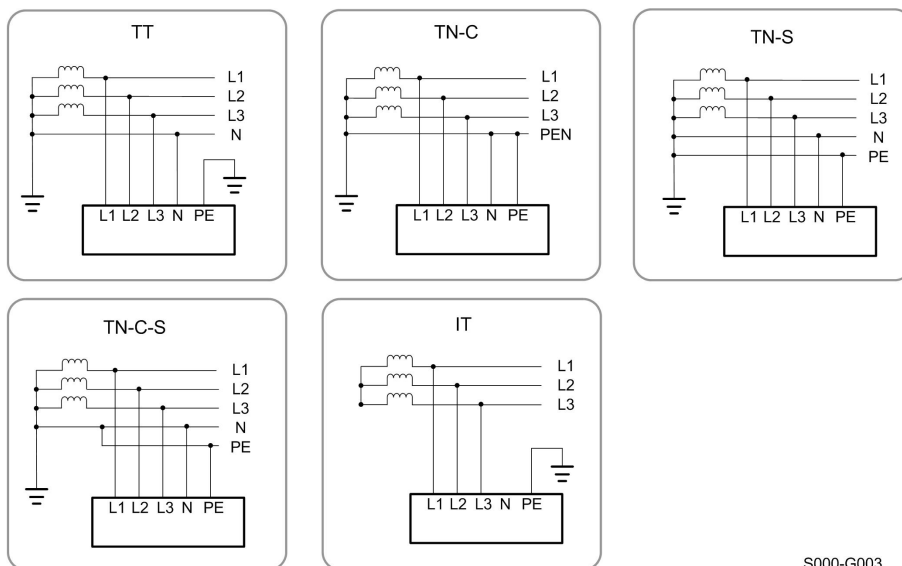 TT
L1
L2
L3
N
L1 L2 L3 N PE
TN-C
L1
L2
L3
PEN
L1 L2 L3 N PE
TN-S
L1
L2
L3
N
PE
L1 L2 L3 N PE
TN-C-S
L1
L2
L3
N
PE
L1 L2 L3 N PE
IT
L1
L2
L3
L1 L2 L3 N PE
S000-G003